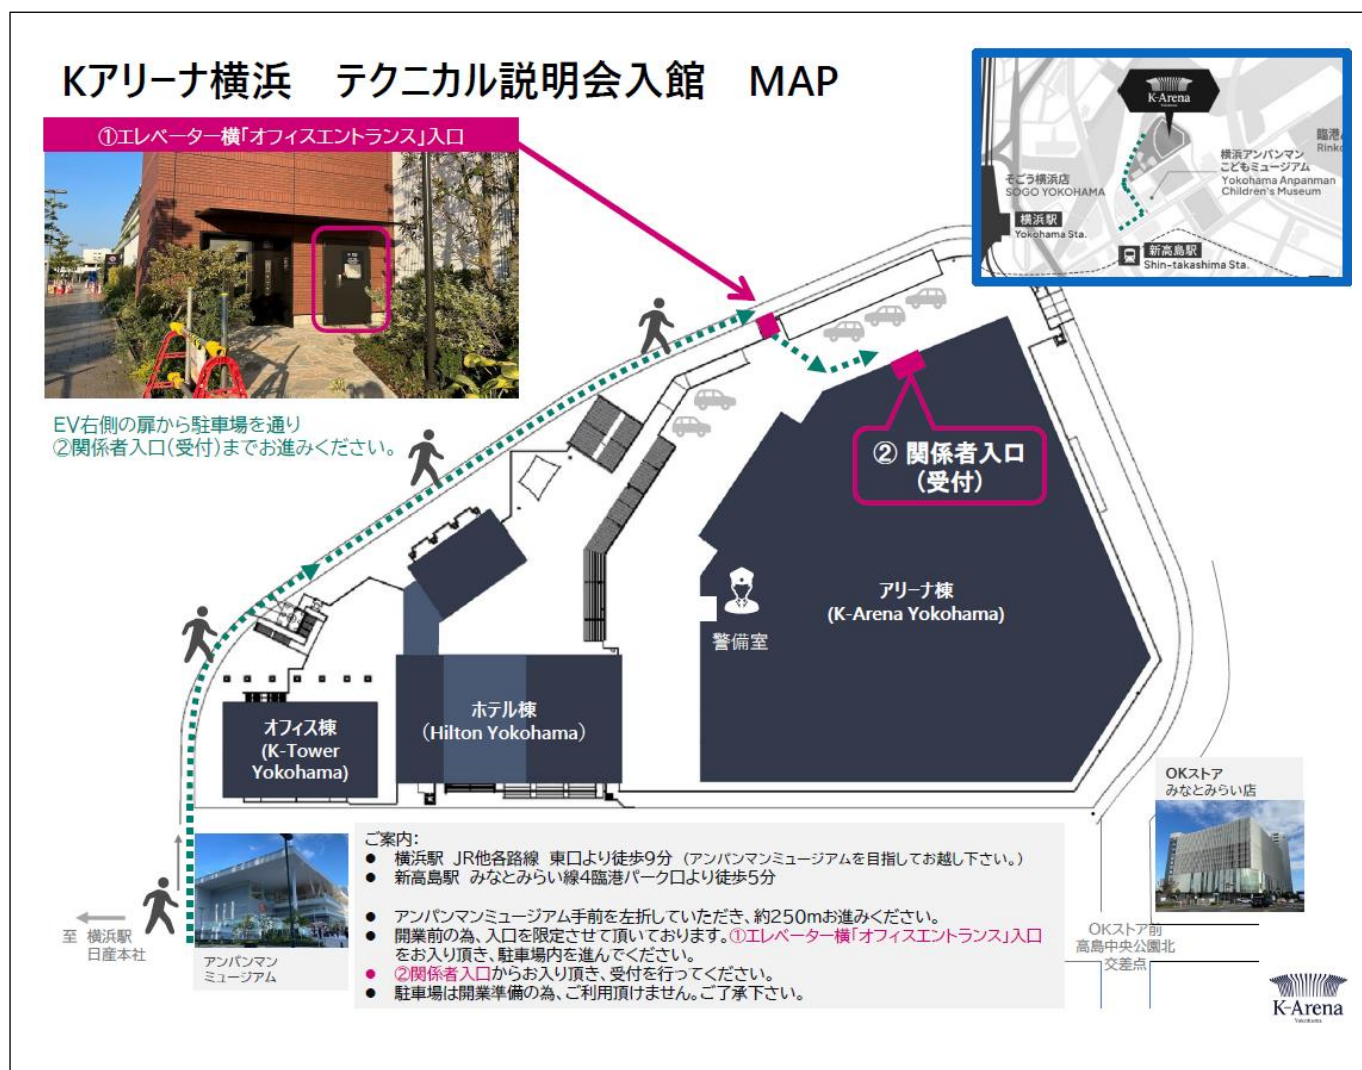 Kアリーナ横浜　テクニカル説明会入館　MAP
①エレベーター横「オフィスエントランス」入口
EV右側の扉から駐車場を通り
②関係者入口(受付)までお進みください。
K-Arena
臨港
Rinko
横浜アンパンマン
こどもミュージアム
Yokohama Anpanman
Children's Museum
そごう横浜店
SOGO YOKOHAMA
横浜駅
Yokohama Sta.
新高島駅
Shin-takashima Sta.
② 関係者入口
（受付）
アリーナ棟
(K-Arena Yokohama)
警備室
ホテル棟
（Hilton Yokohama）
オフィス棟
(K-Tower
Yokohama)
OKストア
みなとみらい店
ご案内：
● 横浜駅 JR他各路線 東口より徒歩9分（アンパンマンミュージアムを目指してお越し下さい。）
● 新高島駅 みなとみらい線4臨港パーク口より徒歩5分
● アンパンマンミュージアム手前を左折していただき、約250mお進みください。
● 開業前の為、入口を限定させて頂いております。①エレベーター横「オフィスエントランス」入口
をお入り頂き、駐車場内を進んでください。
● ②関係者入口からお入り頂き、受付を行ってください。
● 駐車場は開業準備の為、ご利用頂けません。ご了承下さい。
至 横浜駅
日産本社
アンパンマン
ミュージアム
OKストア前
高島中央公園北
交差点
K-Arena
Yokohama